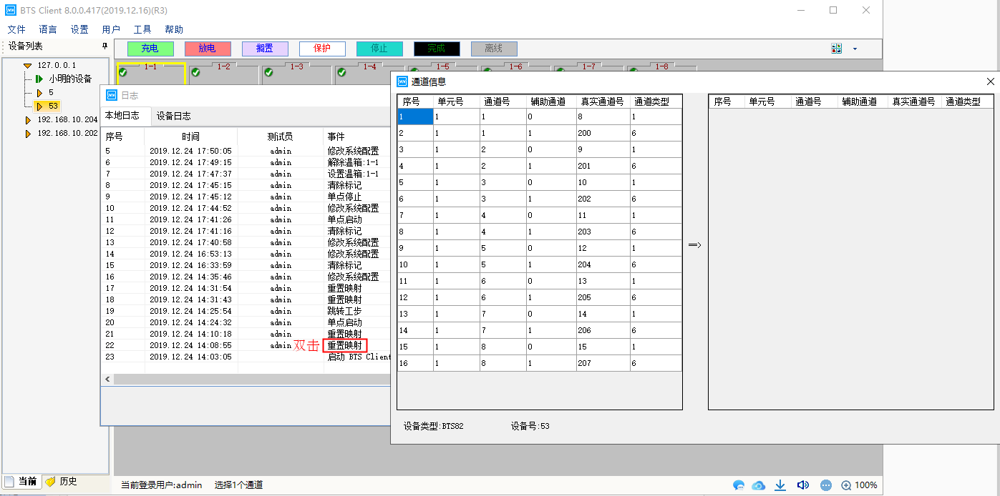 BTS Client 8.0.0.417(2019.12.16)(R3)
文件 语言 设置 用户 工具 帮助
设备列表
充电 放电 搁置 保护 停止 完成 离线
127.0.0.1
小明的设备
5
53
192.168.10.204
192.168.10.202
1-1 1-2 1-3 1-4 1-5 1-6 1-7 1-8
日志
本地日志 设备日志
序号 时间 测试员 事件
5 2019.12.24 17:50:05 admin 修改系统配置
6 2019.12.24 17:49:15 admin 解除温箱:1-1
7 2019.12.24 17:47:37 admin 设置温箱:1-1
8 2019.12.24 17:45:15 admin 清除标记
9 2019.12.24 17:45:12 admin 单点停止
10 2019.12.24 17:44:52 admin 修改系统配置
11 2019.12.24 17:41:26 admin 单点启动
12 2019.12.24 17:41:16 admin 清除标记
13 2019.12.24 17:40:58 admin 修改系统配置
14 2019.12.24 16:53:13 admin 修改系统配置
15 2019.12.24 16:33:59 admin 清除标记
16 2019.12.24 14:35:46 admin 修改系统配置
17 2019.12.24 14:31:54 admin 重置映射
18 2019.12.24 14:31:43 admin 重置映射
19 2019.12.24 14:25:54 admin 跳转工步
20 2019.12.24 14:24:32 admin 单点启动
21 2019.12.24 14:10:18 admin 重置映射
22 2019.12.24 14:08:55 admin 双击 重置映射
23 2019.12.24 14:03:05 启动 BTS Client
通道信息
序号 单元号 通道号 辅助通道 真实通道号 通道类型
1 1 1 0 8 1
2 1 1 1 200 6
3 1 2 0 9 1
4 1 2 1 201 6
5 1 3 0 10 1
6 1 3 1 202 6
7 1 4 0 11 1
8 1 4 1 203 6
9 1 5 0 12 1
10 1 5 1 204 6
11 1 6 0 13 1
12 1 6 1 205 6
13 1 7 0 14 1
14 1 7 1 206 6
15 1 8 0 15 1
16 1 8 1 207 6
==>
序号 单元号 通道号 辅助通道 真实通道号 通道类型
设备类型:BTS82 设备号:53
当前 历史
当前登录用户:admin 选择1个通道
100%